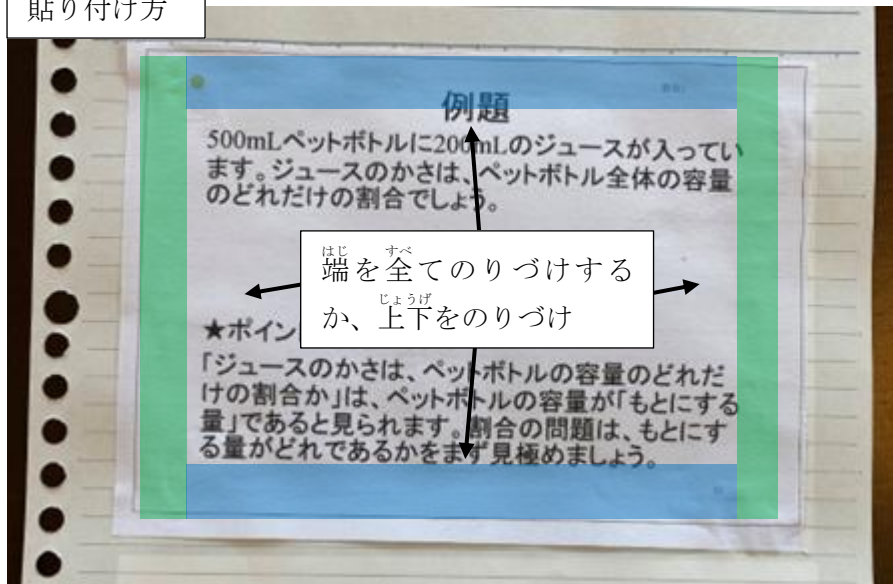 貼り付け方
例題
500mLペットボトルに200mLのジュースが入ってい
ます。ジュースのかさは、ペットボトル全体の容量
のどれだけの割合でしょう。
端を全てのりづけする
か、上下をのりづけ
★ポイン
「ジュースのかさは、ペットボトルの容量のどれだ
けの割合か」は、ペットボトルの容量が「もとにする
量」であると見られます。割合の問題は、もとにす
る量がどれであるかをまず見極めましょう。